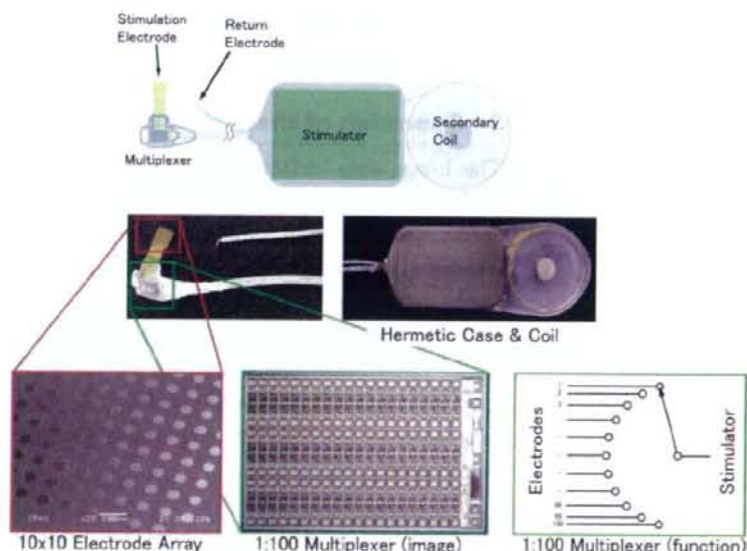 Stimulation
Electrode
Return
Electrode
Stimulator
Secondary
Coil
Multiplexer
Hermetic Case & Coil
Electrodes
Stimulator
10x10 Electrode Array
1:100 Multiplexer (image)
1:100 Multiplexer (function)